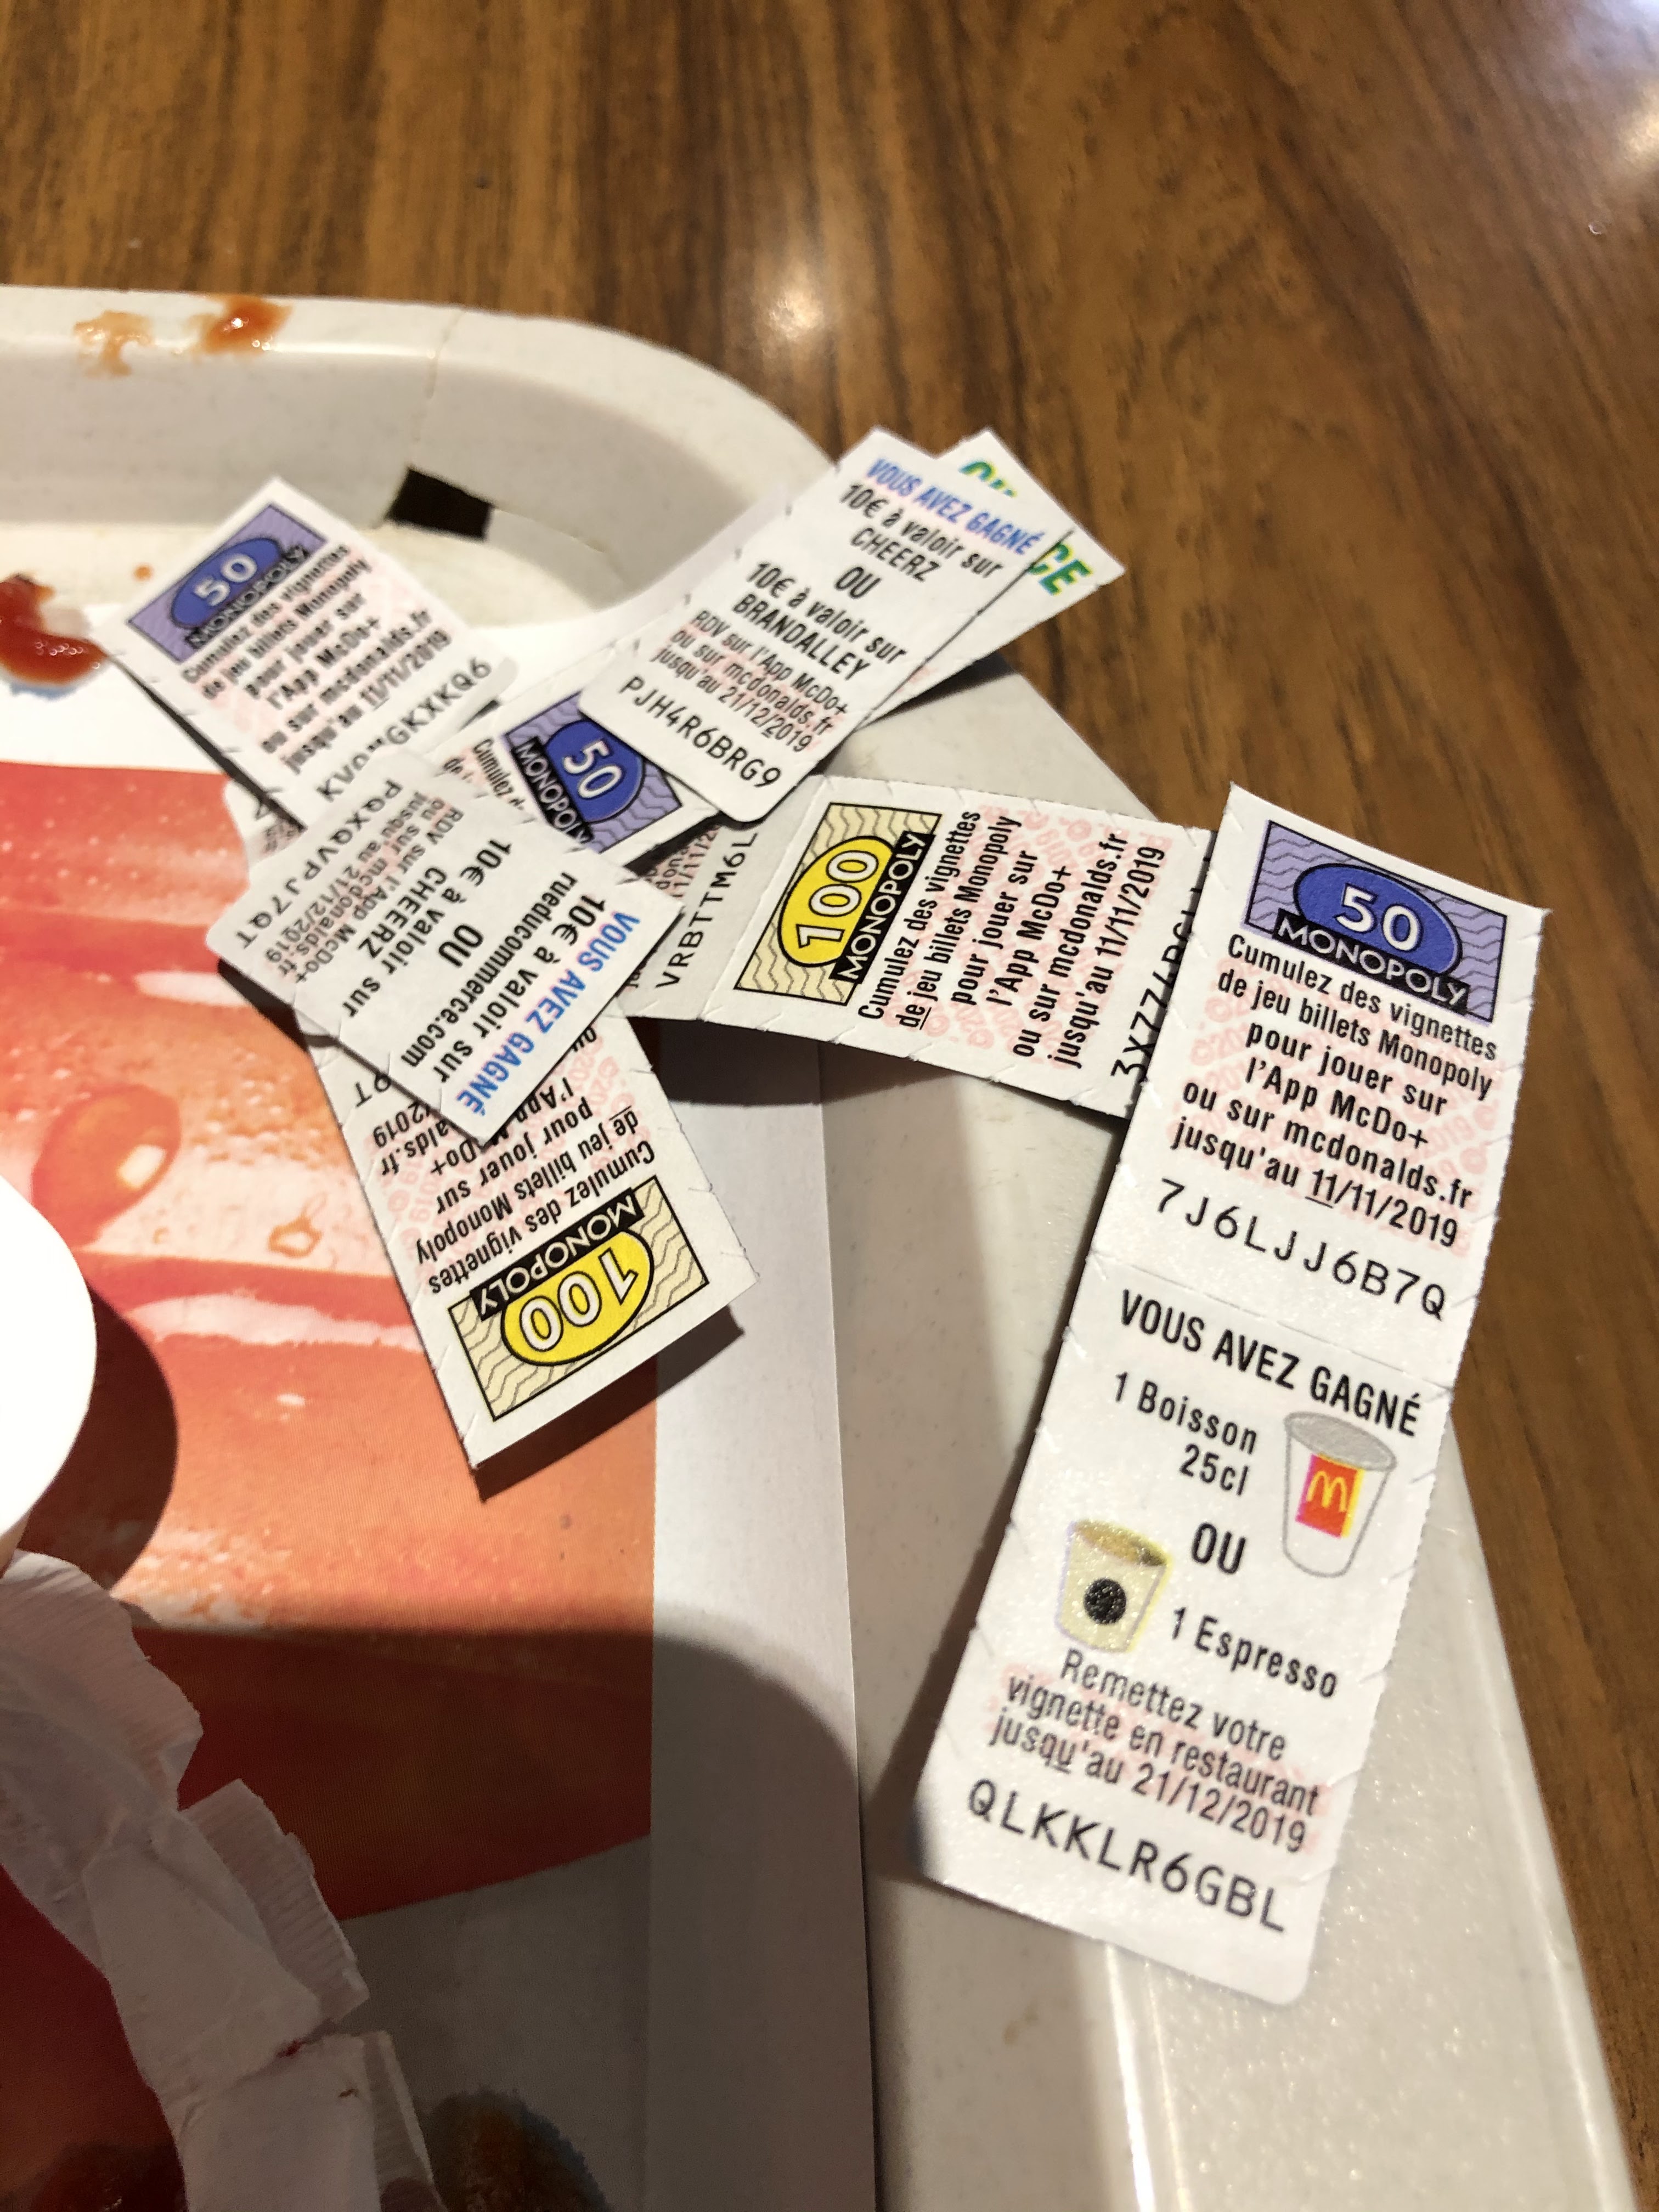 50
MONOPOLY
Cumulez des vignettes
de jeu billets Monopoly
pour jouer sur
l'App McDo+
ou sur mcdonalds.fr
jusqu'au 11/11/2019
VOUS AVEZ GAGNÉ
10€ à valoir sur
CHEERZ
OU
10€ à valoir sur
BRANDALLEY
RDV sur l'App McDo+
ou sur mcdonalds.fr
jusqu'au 21/12/2019
PJH4R6BRG9
CE
50
MONOPOLY
Cumulez
VOUS AVEZ GAGNÉ
10€ à valoir sur
rueducommerce.com
OU
10€ à valoir sur
CHEERZ
RDV sur l'App McDo+
ou sur mcdonalds.fr
jusqu'au 21/12/2019
PQXQVPJ7QT
VRBTTM6L
100
MONOPOLY
Cumulez des vignettes
de jeu billets Monopoly
pour jouer sur
l'App McDo+
ou sur mcdonalds.fr
jusqu'au 11/11/2019
100
MONOPOLY
Cumulez des vignettes
de jeu billets Monopoly
pour jouer sur
50
MONOPOLY
Cumulez des vignettes
de jeu billets Monopoly
pour jouer sur
l'App McDo+
ou sur mcdonalds.fr
jusqu'au 11/11/2019
7J6LJJ6B7Q
VOUS AVEZ GAGNÉ
1 Boisson
25cl
OU
1 Espresso
Remettez votre
vignette en restaurant
jusqu'au 21/12/2019
QLKKLR6GBL